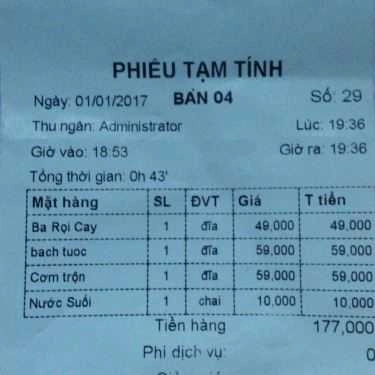 PHIẾU TẠM TÍNH
Ngày: 01/01/2017 BÀN 04 Số: 29
Thu ngân: Administrator Lúc: 19:36
Giờ vào: 18:53 Giờ ra: 19:36
Tổng thời gian: 0h 43'
Mặt hàng SL ĐVT Giá T tiền
Ba Rọi Cay 1 đĩa 49,000 49,000
bach tuoc 1 đĩa 59,000 59,000
Cơm trộn 1 đĩa 59,000 59,000
Nước Suối 1 chai 10,000 10,000
Tiền hàng 177,000
Phí dịch vụ: 0